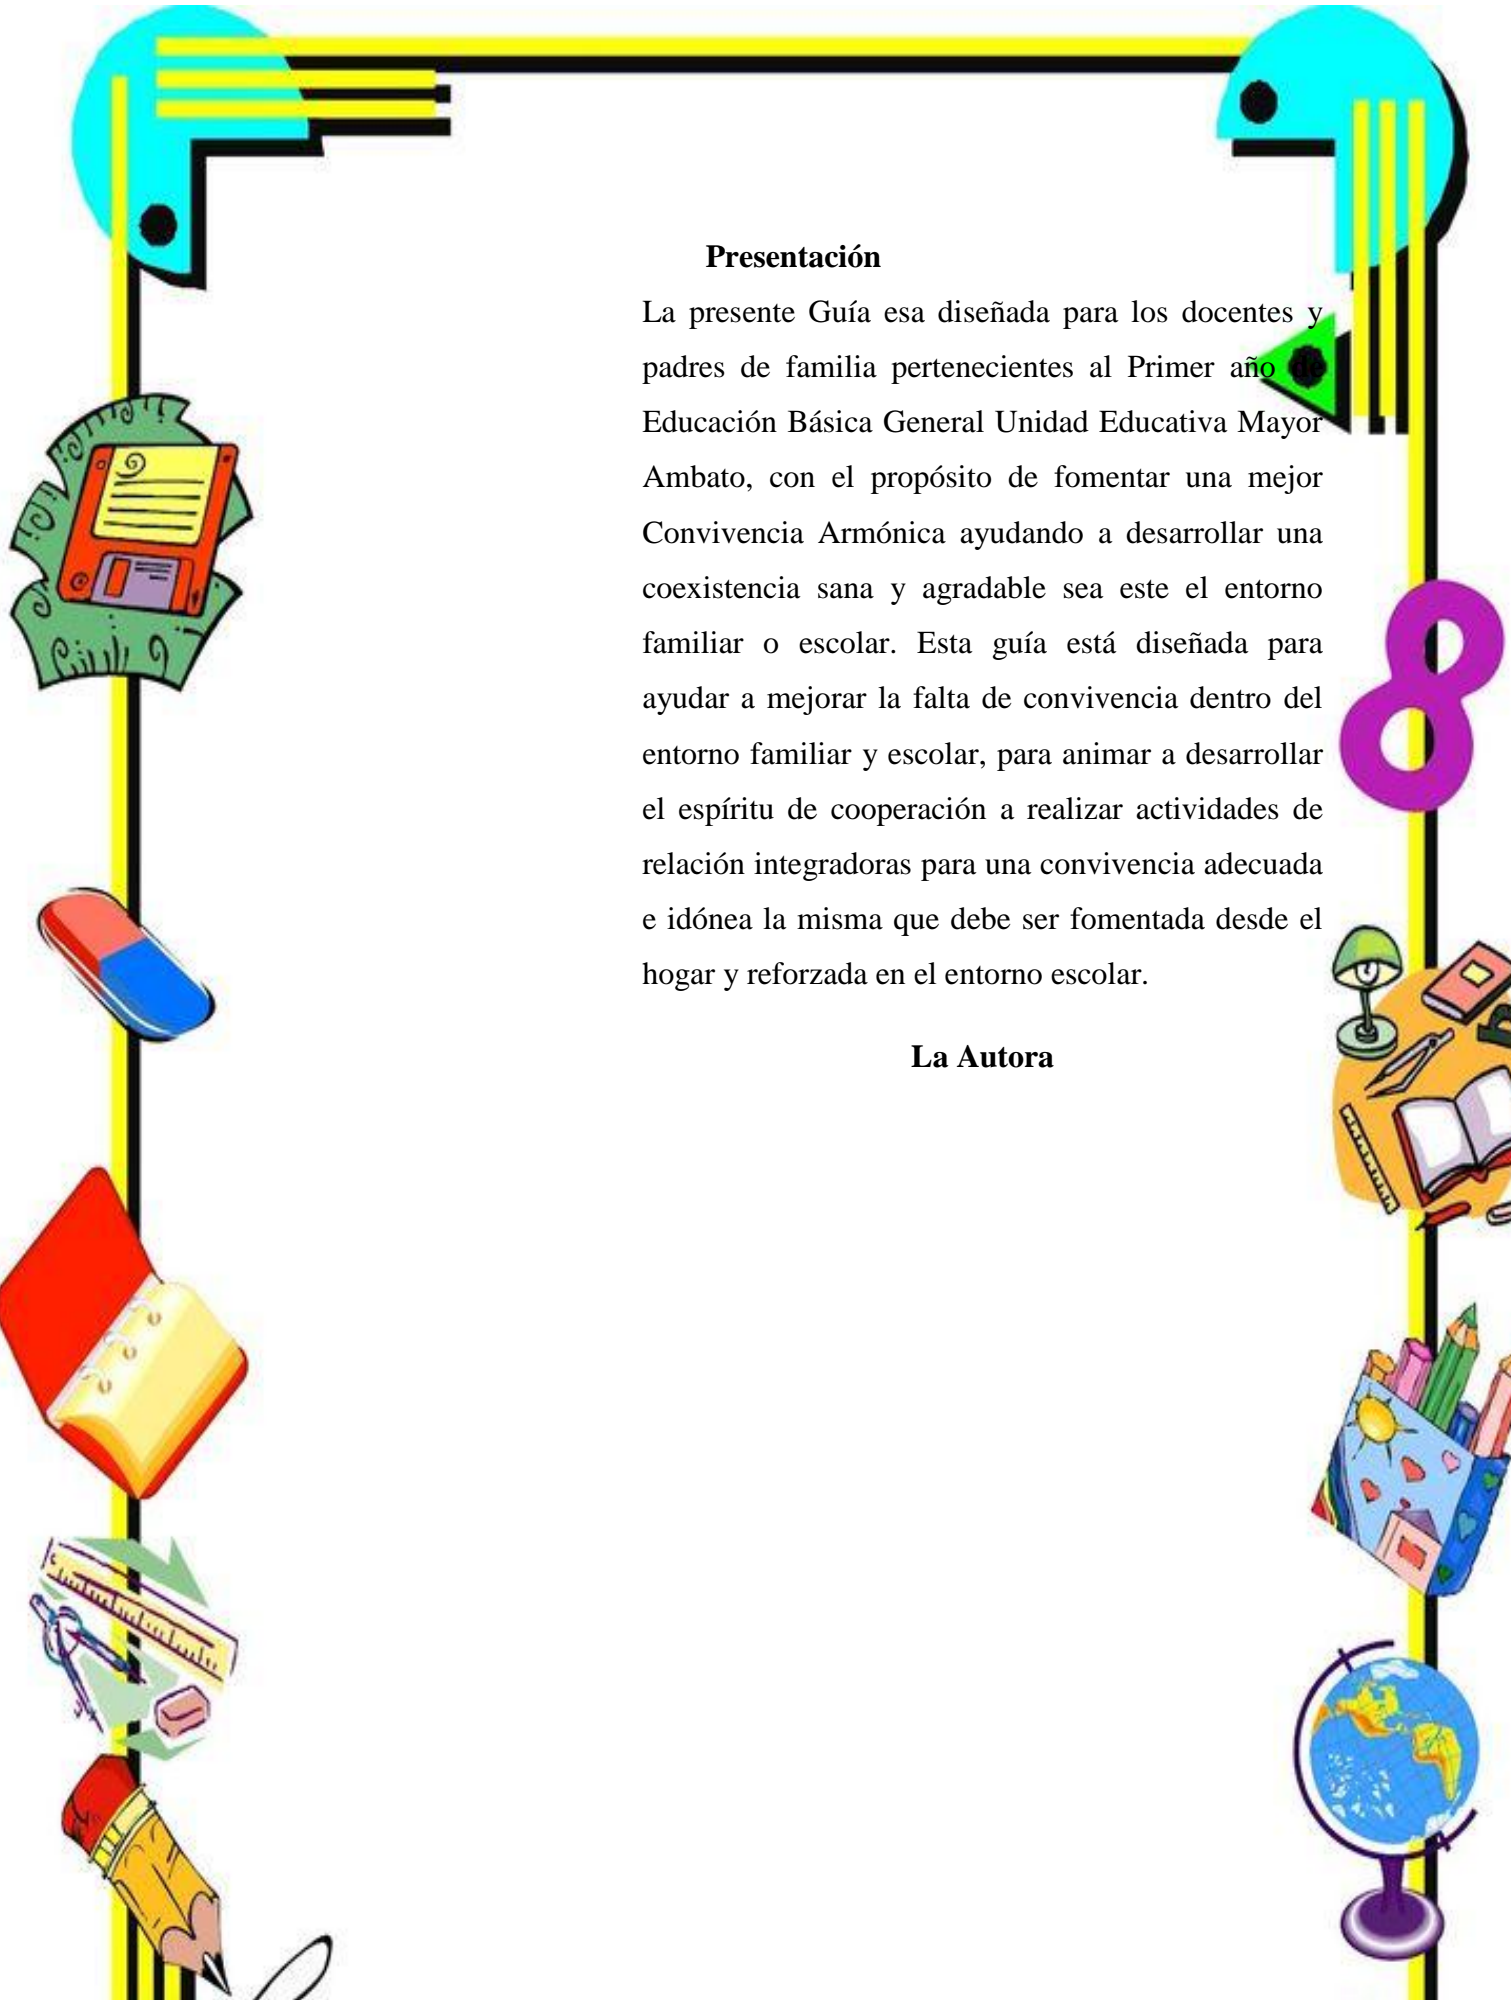 Presentación
La presente Guía esa diseñada para los docentes y
padres de familia pertenecientes al Primer año de
Educación Básica General Unidad Educativa Mayor
Ambato, con el propósito de fomentar una mejor
Convivencia Armónica ayudando a desarrollar una
coexistencia sana y agradable sea este el entorno
familiar o escolar. Esta guía está diseñada para
ayudar a mejorar la falta de convivencia dentro del
entorno familiar y escolar, para animar a desarrollar
el espíritu de cooperación a realizar actividades de
relación integradoras para una convivencia adecuada
e idónea la misma que debe ser fomentada desde el
hogar y reforzada en el entorno escolar.
La Autora
8